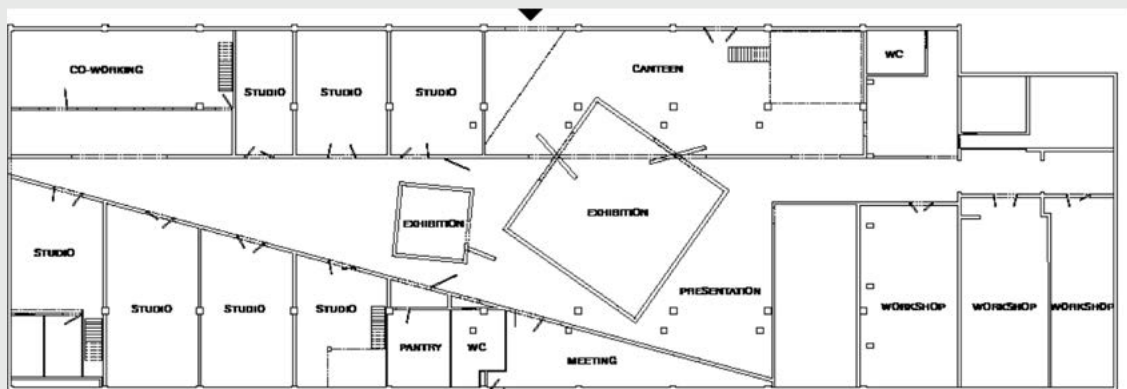 CO-WORKING
STUDIO
STUDIO
STUDIO
CANTEEN
WC
EXHIBITION
EXHIBITION
STUDIO
STUDIO
STUDIO
STUDIO
PANTRY
WC
MEETING
PRESENTATION
WORKSHOP
WORKSHOP
WORKSHOP